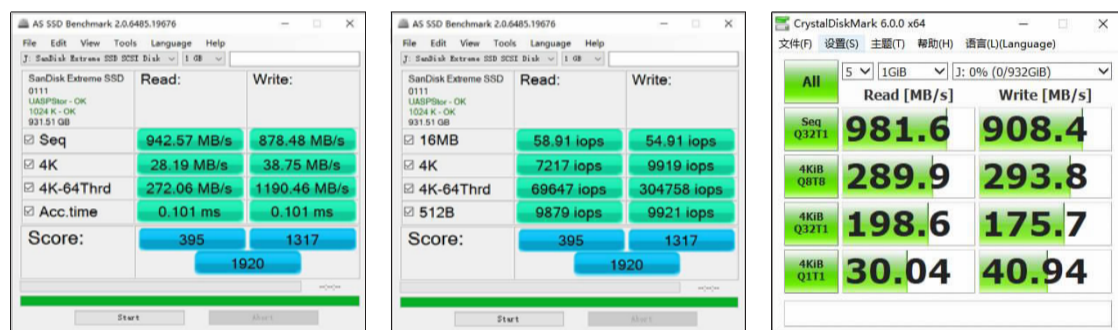 AS SSD Benchmark 2.0.6485.19676
File Edit View Tools Language Help
J: SanDisk Extreme SSD SCSI Disk 1 GB
SanDisk Extreme SSD
0111
UASPStor - OK
1024 K - OK
931.51 GB
Read: Write:
Seq 942.57 MB/s 878.48 MB/s
4K 28.19 MB/s 38.75 MB/s
4K-64Thrd 272.06 MB/s 1190.46 MB/s
Acc.time 0.101 ms 0.101 ms
Score: 395 1317
1920
--:--:--
Start Abort
AS SSD Benchmark 2.0.6485.19676
File Edit View Tools Language Help
J: SanDisk Extreme SSD SCSI Disk 1 GB
SanDisk Extreme SSD
0111
UASPStor - OK
1024 K - OK
931.51 GB
Read: Write:
16MB 58.91 iops 54.91 iops
4K 7217 iops 9919 iops
4K-64Thrd 69647 iops 304758 iops
512B 9879 iops 9921 iops
Score: 395 1317
1920
--:--:--
Start Abort
CrystalDiskMark 6.0.0 x64
文件(F) 设置(S) 主题(T) 帮助(H) 语言(L)(Language)
All 5 1GiB J: 0% (0/932GiB)
Read [MB/s] Write [MB/s]
Seq
Q32T1 981.6 908.4
4KiB
Q8T8 289.9 293.8
4KiB
Q32T1 198.6 175.7
4KiB
Q1T1 30.04 40.94